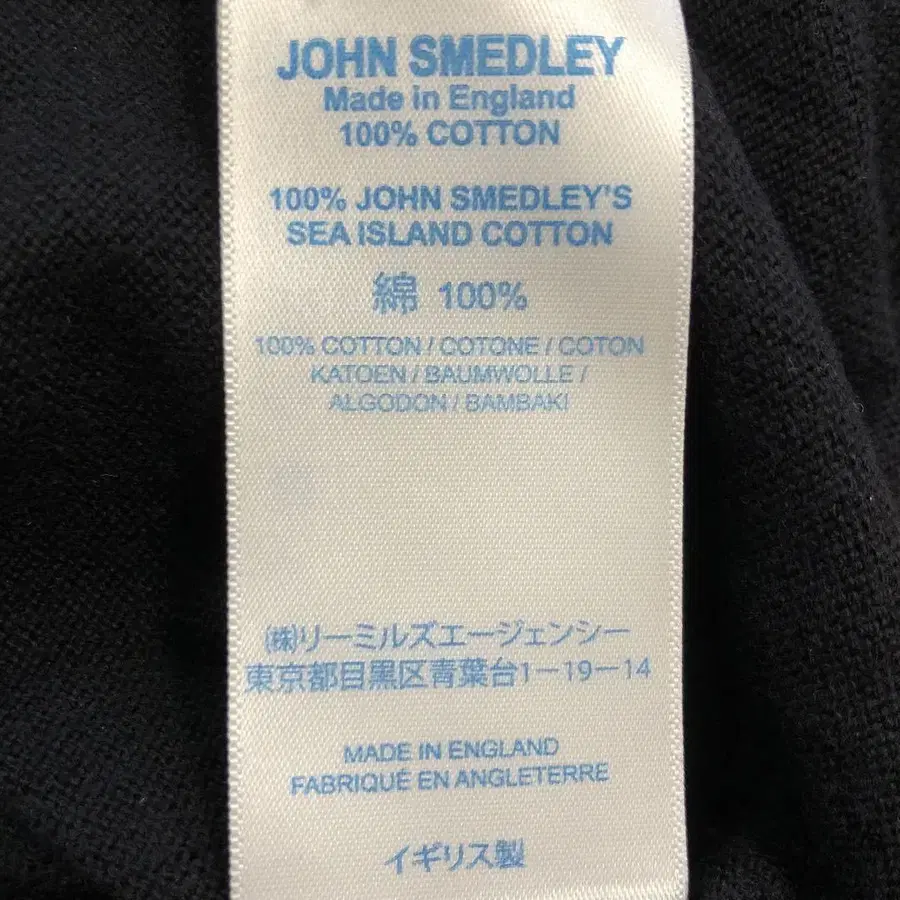 JOHN SMEDLEY
Made in England
100% COTTON
100% JOHN SMEDLEY'S
SEA ISLAND COTTON
綿 100%
100% COTTON / COTONE / COTON
KATOEN / BAUMWOLLE /
ALGODON / BAMBAKI
㈱リーミルズエージェンシー
東京都目黒区青葉台1-19-14
MADE IN ENGLAND
FABRIQUÉ EN ANGLETERRE
イギリス製